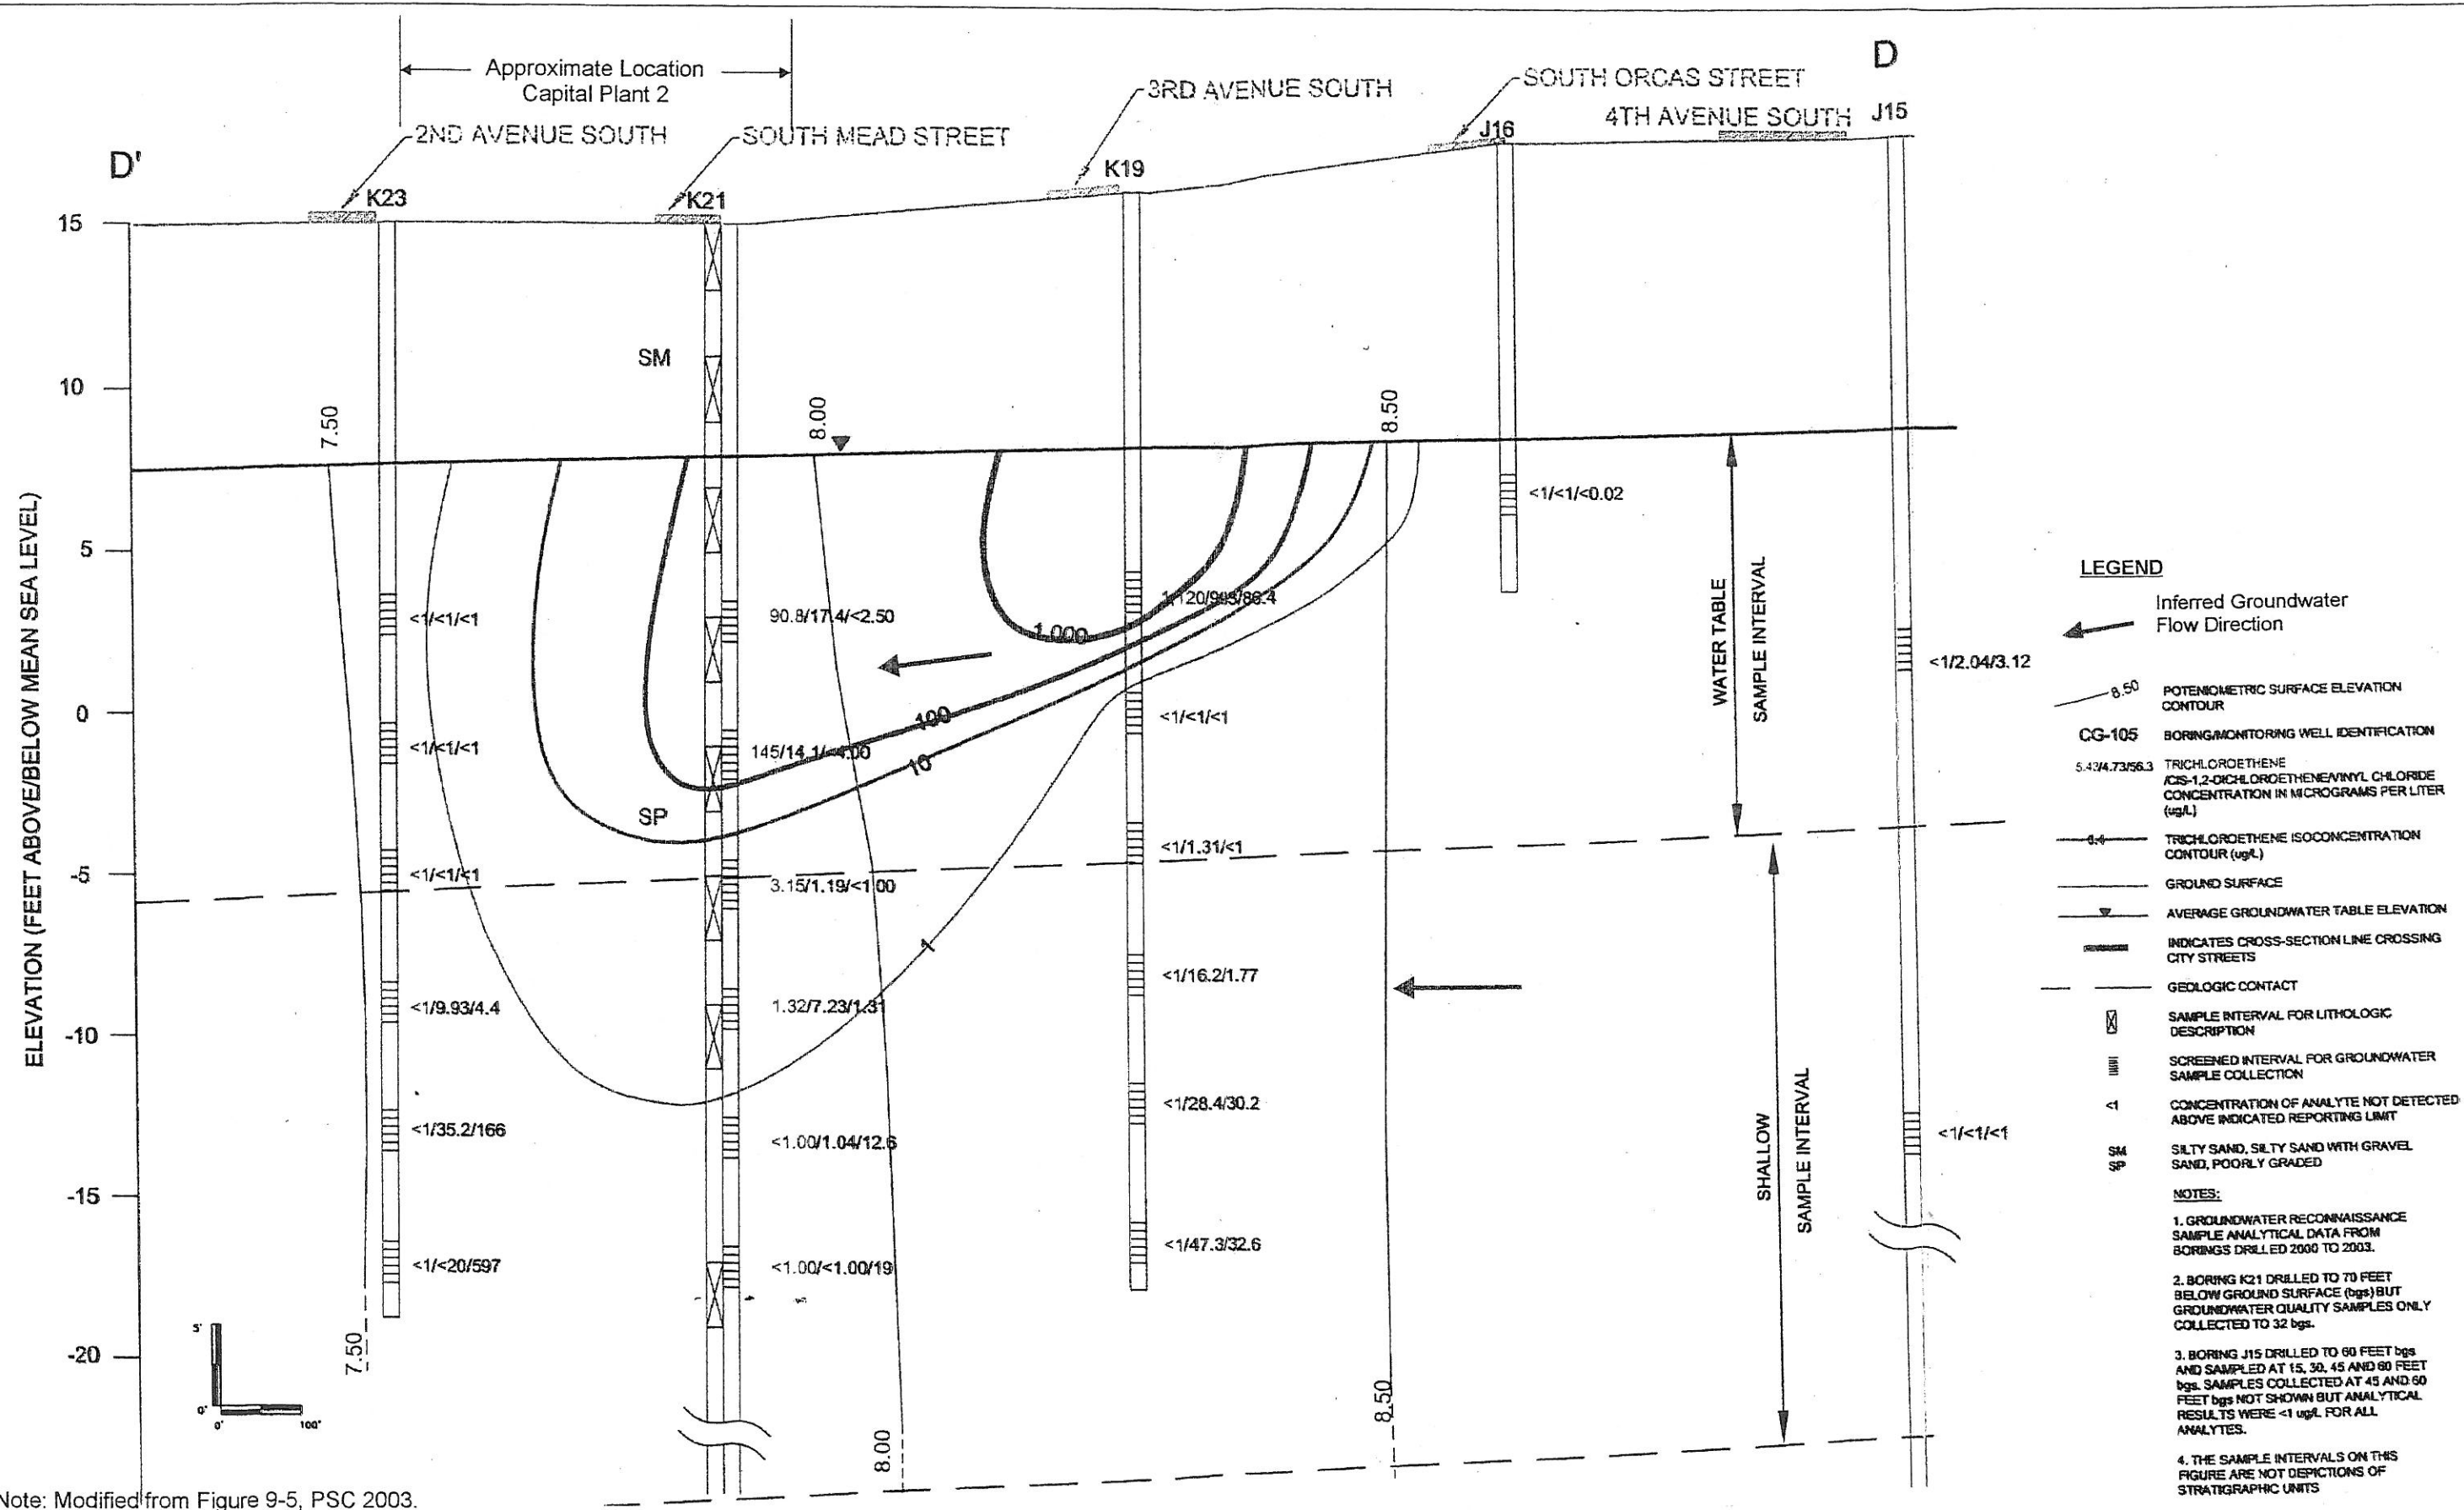 Approximate Location
Capital Plant 2
D
D'
2ND AVENUE SOUTH
SOUTH MEAD STREET
3RD AVENUE SOUTH
SOUTH ORCAS STREET
4TH AVENUE SOUTH
K23
K21
K19
J16
J15
ELEVATION (FEET ABOVE/BELOW MEAN SEA LEVEL)
15
10
5
0
-5
-10
-15
-20
SM
SP
7.50
8.00
8.50
<1/<1/<1
<1/<1/<1
<1/<1/<1
<1/9.93/4.4
<1/35.2/166
<1/<20/597
90.8/17.4/<2.50
145/14.1/<4.00
3.15/1.19/<1.00
1.32/7.23/1.31
<1.00/1.04/12.6
<1.00/<1.00/19
<1/<1/<1
<1/1.31/<1
<1/16.2/1.77
<1/28.4/30.2
<1/47.3/32.6
<1/<1/<0.02
<1/2.04/3.12
<1/<1/<1
1,000
100
10
1
WATER TABLE
SAMPLE INTERVAL
SHALLOW
SAMPLE INTERVAL
7.50
8.00
8.50
5'
0'
0'
100'
LEGEND
Inferred Groundwater
Flow Direction
8.50
POTENIOMETRIC SURFACE ELEVATION
CONTOUR
CG-105
BORING/MONITORING WELL IDENTIFICATION
5.43/4.73/56.3
TRICHLOROETHENE
/CIS-1,2-DICHLOROETHENE/VINYL CHLORIDE
CONCENTRATION IN MICROGRAMS PER LITER
(ug/L)
TRICHLOROETHENE ISOCONCENTRATION
CONTOUR (ug/L)
GROUND SURFACE
AVERAGE GROUNDWATER TABLE ELEVATION
INDICATES CROSS-SECTION LINE CROSSING
CITY STREETS
GEOLOGIC CONTACT
SAMPLE INTERVAL FOR LITHOLOGIC
DESCRIPTION
SCREENED INTERVAL FOR GROUNDWATER
SAMPLE COLLECTION
<1
CONCENTRATION OF ANALYTE NOT DETECTED
ABOVE INDICATED REPORTING LIMIT
SM
SILTY SAND, SILTY SAND WITH GRAVEL
SP
SAND, POORLY GRADED
NOTES:
1. GROUNDWATER RECONNAISSANCE
SAMPLE ANALYTICAL DATA FROM
BORINGS DRILLED 2000 TO 2003.
2. BORING K21 DRILLED TO 70 FEET
BELOW GROUND SURFACE (bgs) BUT
GROUNDWATER QUALITY SAMPLES ONLY
COLLECTED TO 32 bgs.
3. BORING J15 DRILLED TO 60 FEET bgs
AND SAMPLED AT 15, 30, 45 AND 60 FEET
bgs. SAMPLES COLLECTED AT 45 AND 60
FEET bgs NOT SHOWN BUT ANALYTICAL
RESULTS WERE <1 ug/L FOR ALL
ANALYTES.
4. THE SAMPLE INTERVALS ON THIS
FIGURE ARE NOT DEPICTIONS OF
STRATIGRAPHIC UNITS
Note: Modified from Figure 9-5, PSC 2003.